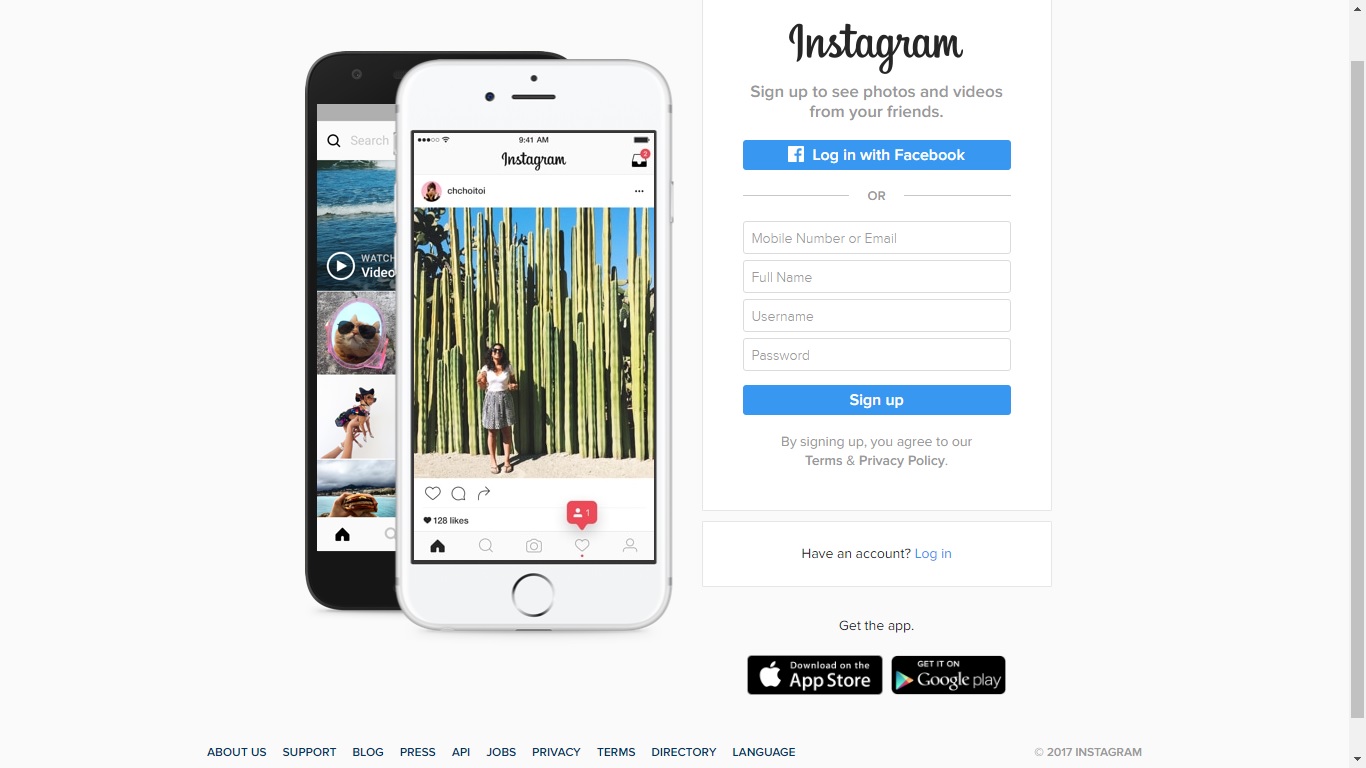 Search
WATCH
Video
9:41 AM
Instagram
2
chchoitoi
128 likes
1
Instagram
Sign up to see photos and videos
from your friends.
Log in with Facebook
OR
Mobile Number or Email
Full Name
Username
Password
Sign up
By signing up, you agree to our
Terms & Privacy Policy.
Have an account? Log in
Get the app.
Download on the
App Store
GET IT ON
Google play
ABOUT US SUPPORT BLOG PRESS API JOBS PRIVACY TERMS DIRECTORY LANGUAGE
© 2017 INSTAGRAM